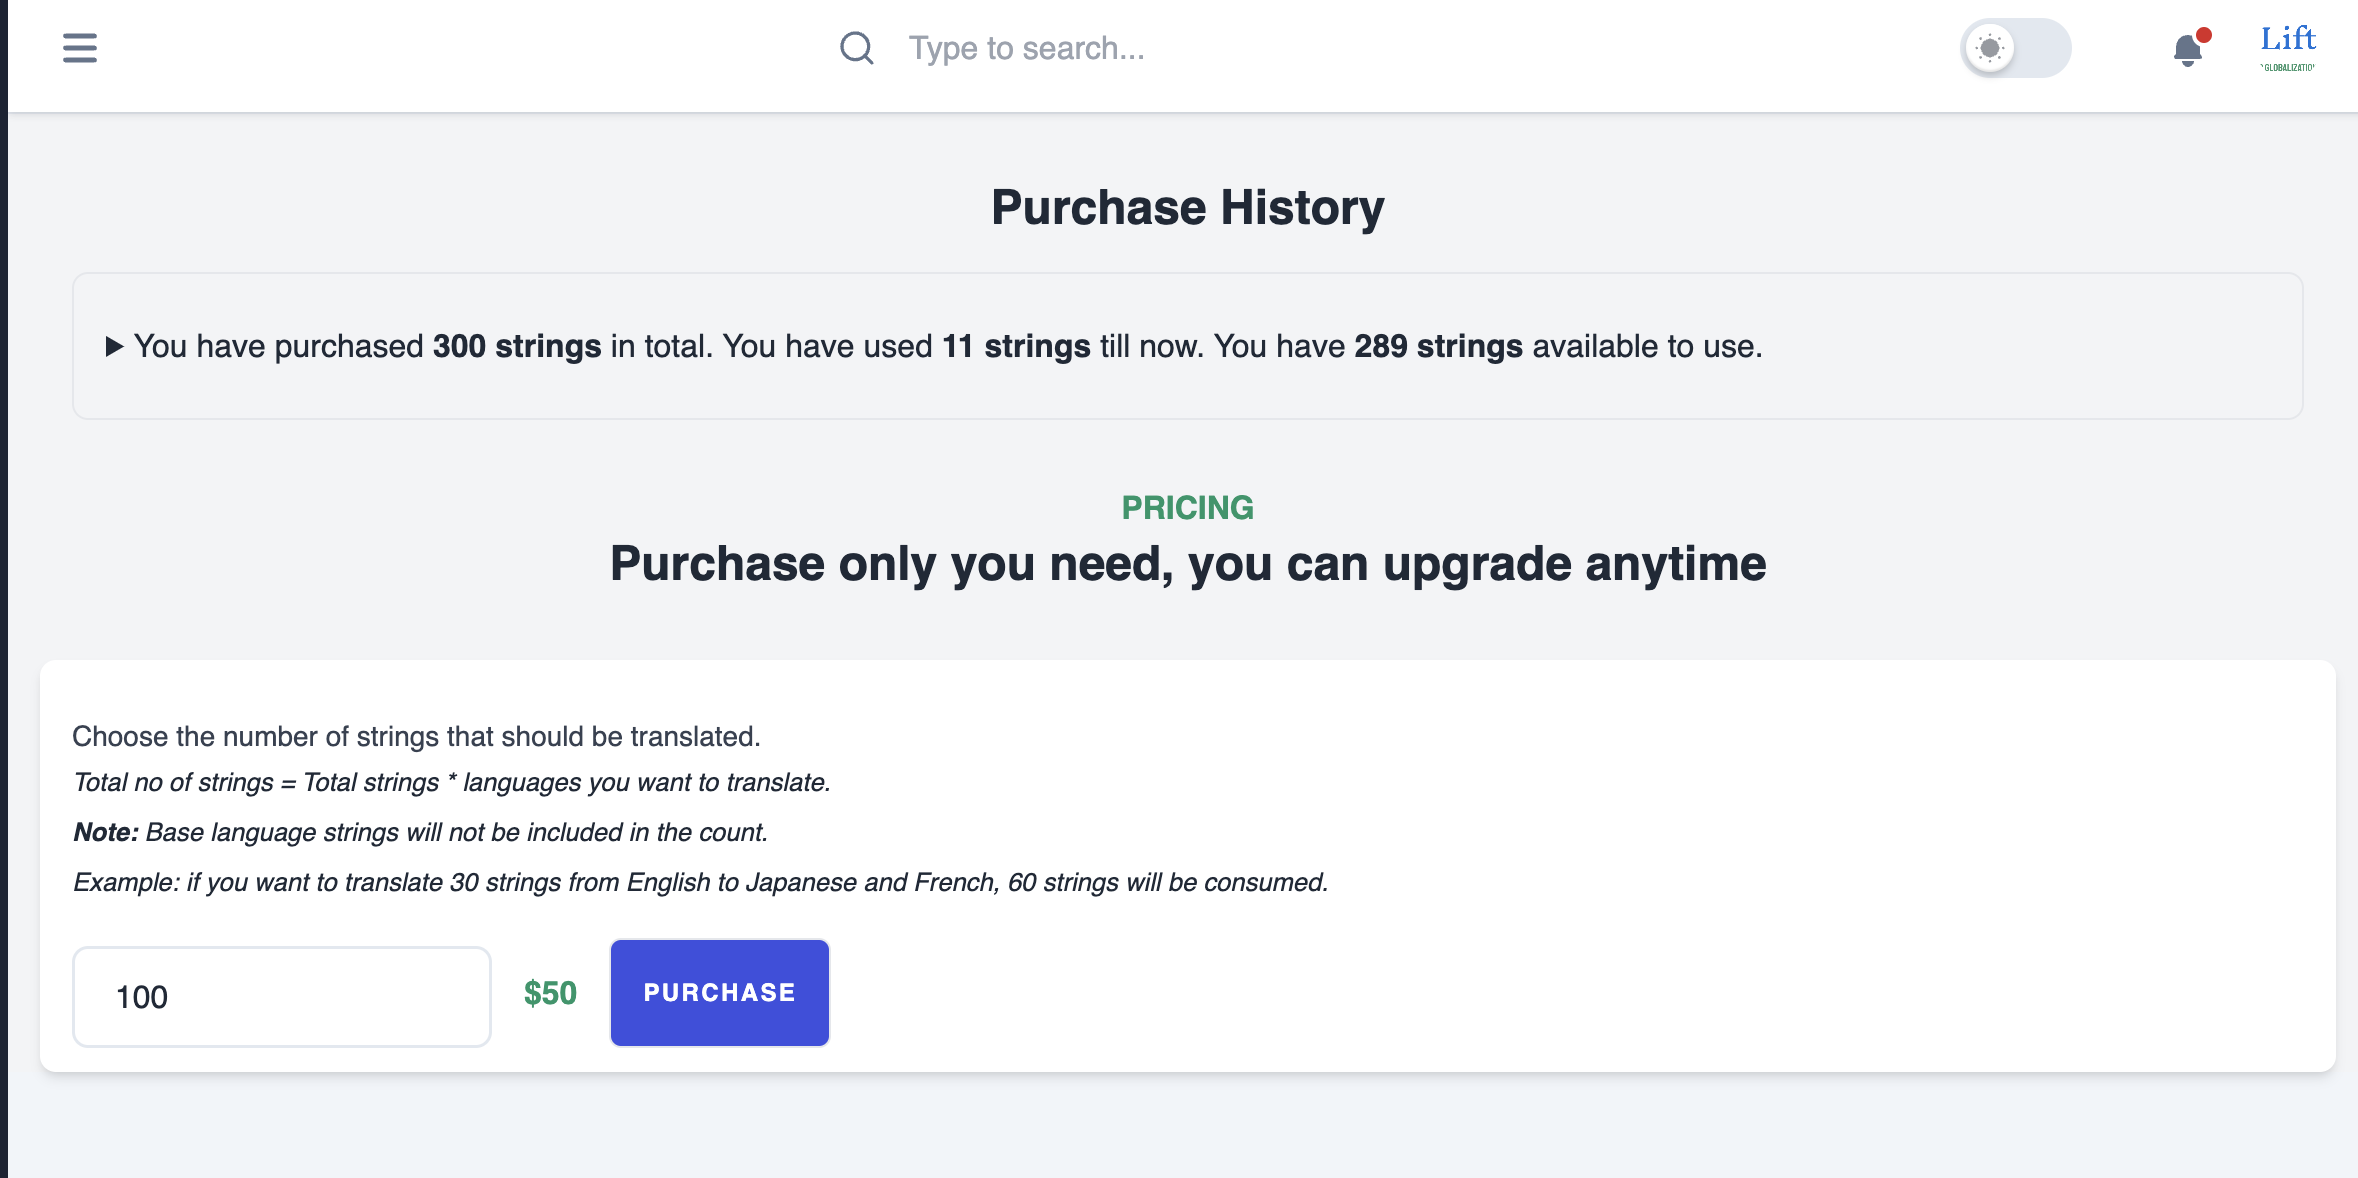 Type to search...
Lift
GLOBALIZATIO
Purchase History
You have purchased 300 strings in total. You have used 11 strings till now. You have 289 strings available to use.
PRICING
Purchase only you need, you can upgrade anytime
Choose the number of strings that should be translated.
Total no of strings = Total strings * languages you want to translate.
Note: Base language strings will not be included in the count.
Example: if you want to translate 30 strings from English to Japanese and French, 60 strings will be consumed.
100
$50
PURCHASE